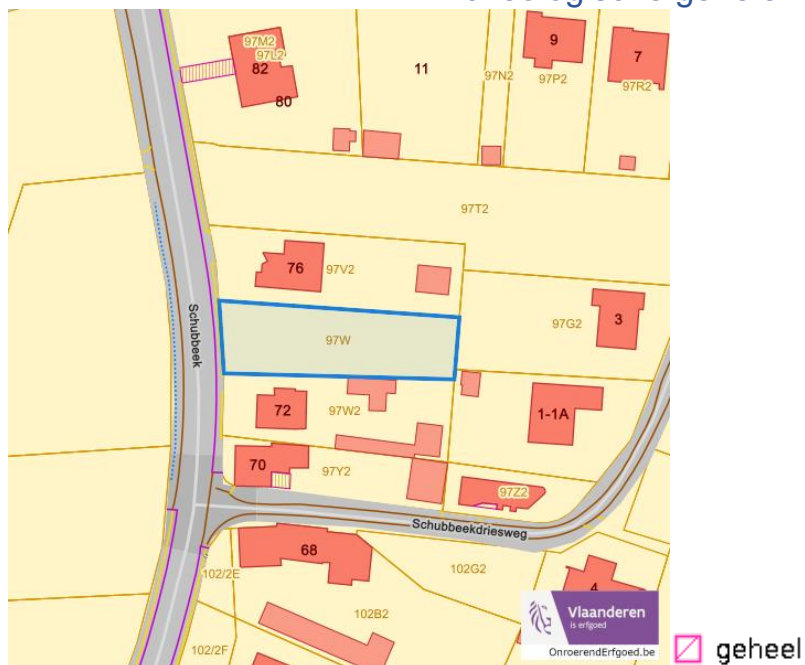 97M2
97L2
82
80
11
97N2
9
97P2
7
97R2
97T2
76
97V2
Schubbeek
97W
97G2
3
72
97W2
1-1A
70
97Y2
97Z2
Schubbeekdriesweg
68
102/2E
102G2
4
102B2
102/2F
Vlaanderen
is erfgoed
OnroerendErfgoed.be
geheel